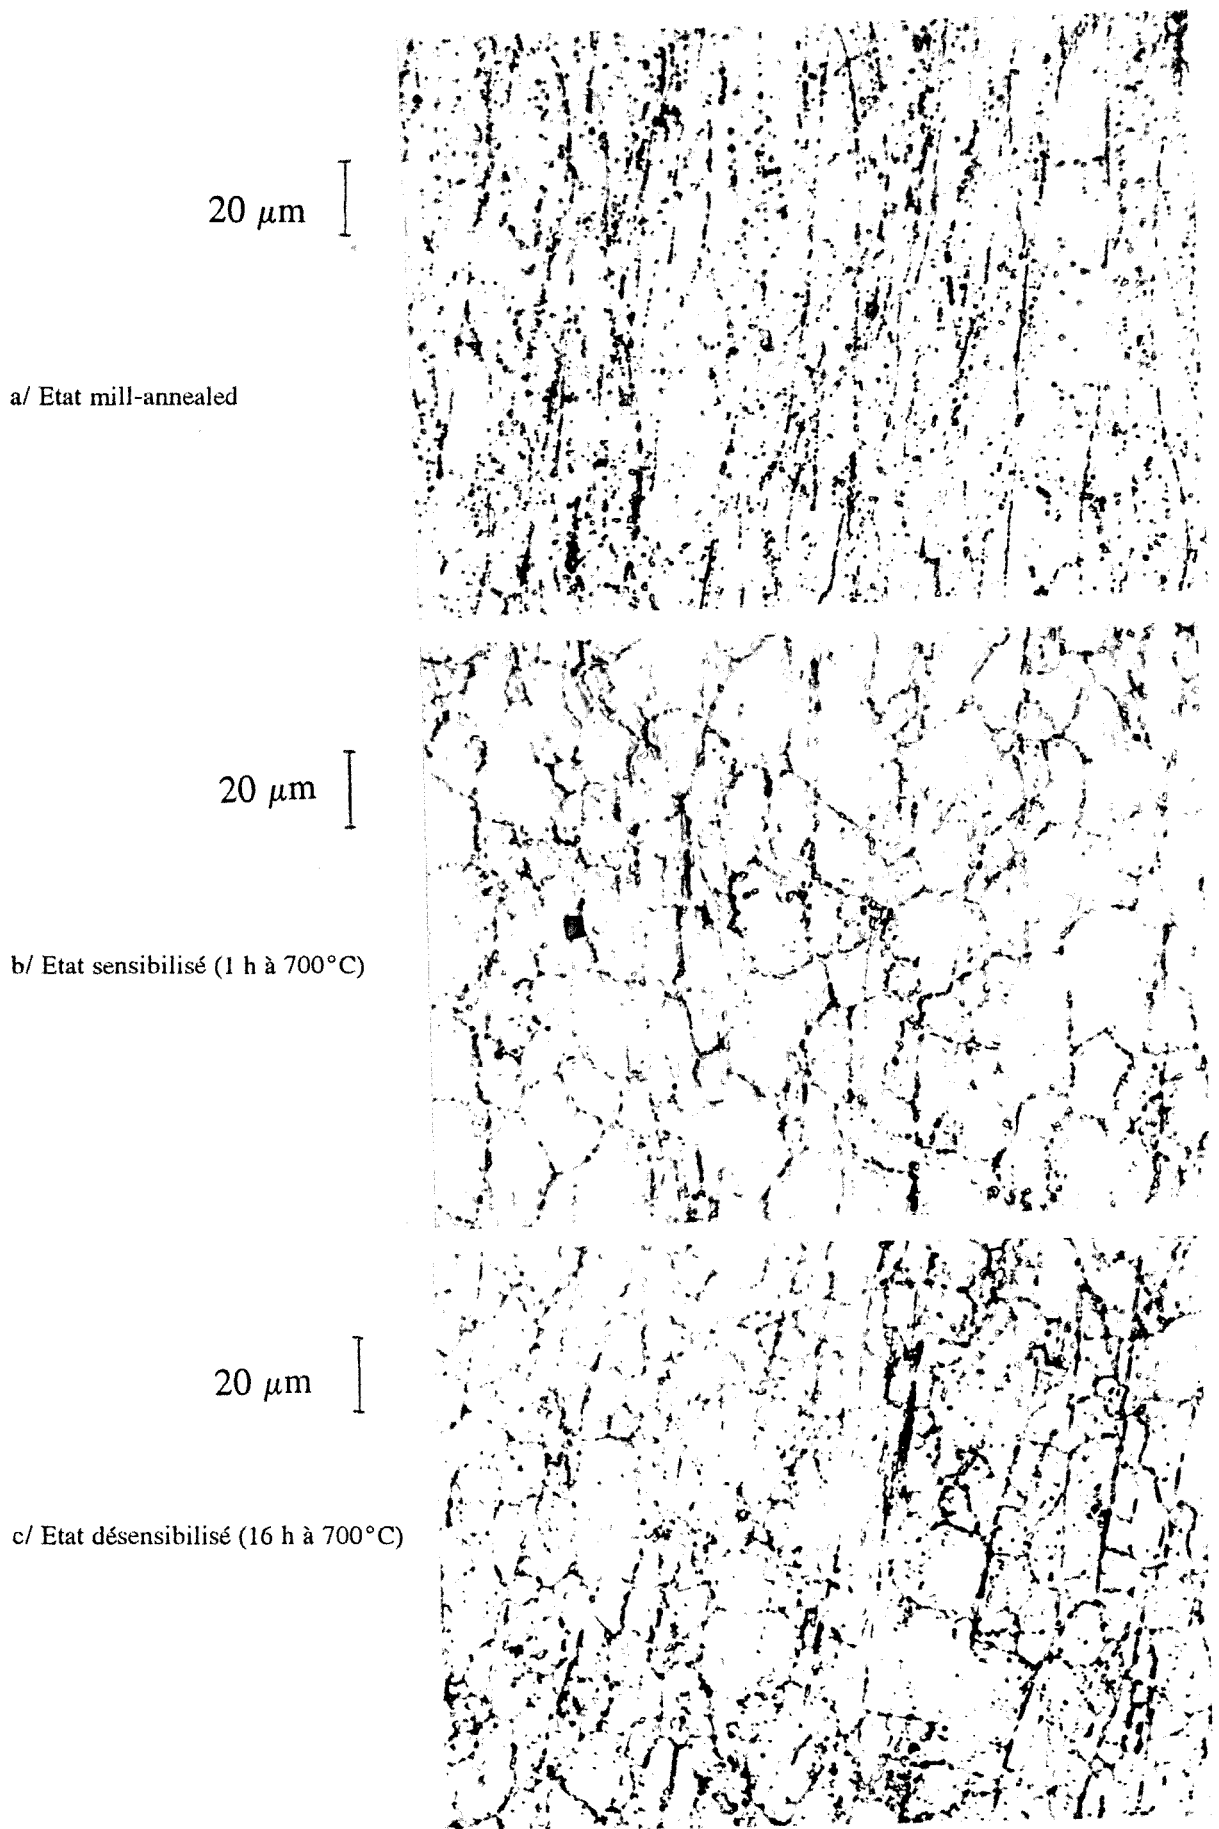 20 μm
a/ Etat mill-annealed
20 μm
b/ Etat sensibilisé (1 h à 700°C)
20 μm
c/ Etat désensibilisé (16 h à 700°C)